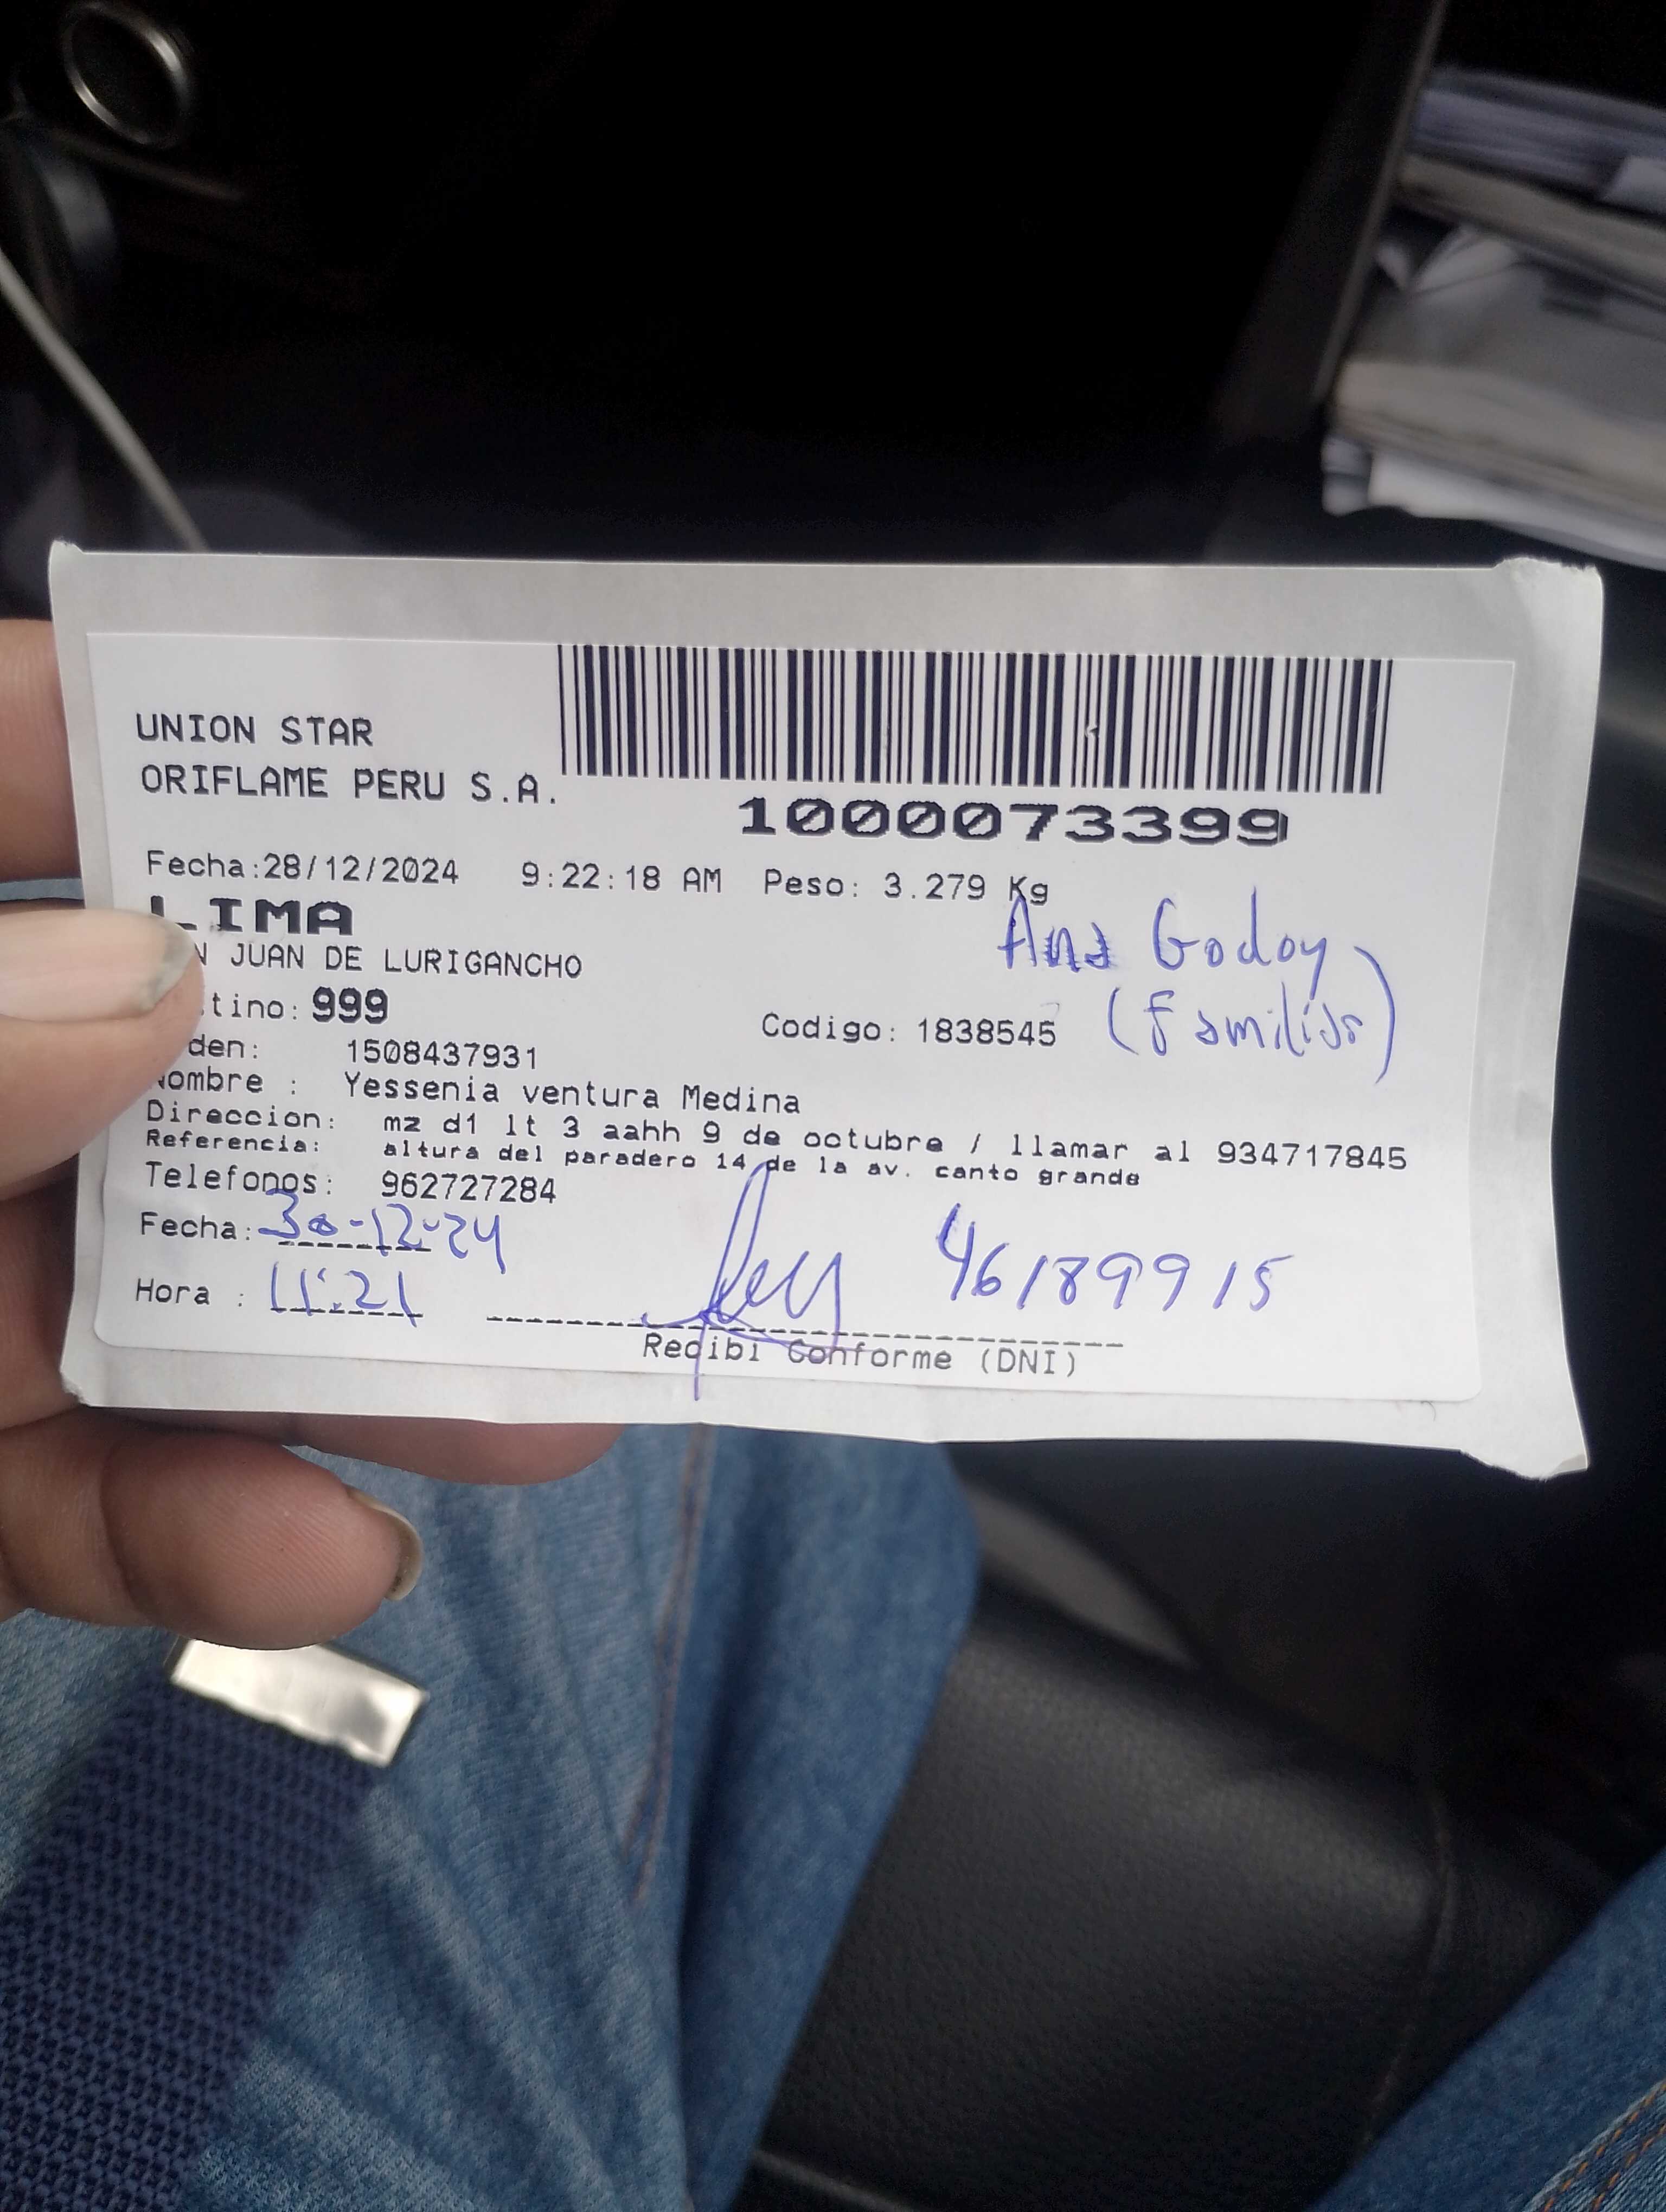 UNION STAR
ORIFLAME PERU S.A.
1000073399
Fecha:28/12/2024 9:22:18 AM Peso: 3.279 Kg
LIMA
N JUAN DE LURIGANCHO
Ana Godoy
(Familiar)
tino: 999
Codigo: 1838545
den: 1508437931
ombre : Yessenia ventura Medina
Direccion: mz d1 lt 3 aahh 9 de octubre / llamar al 934717845
Referencia: altura del paradero 14 de la av. canto grande
Telefonos: 962727284
Fecha: 30-12-24
Hora : 11:21
46189915
Recibi Conforme (DNI)